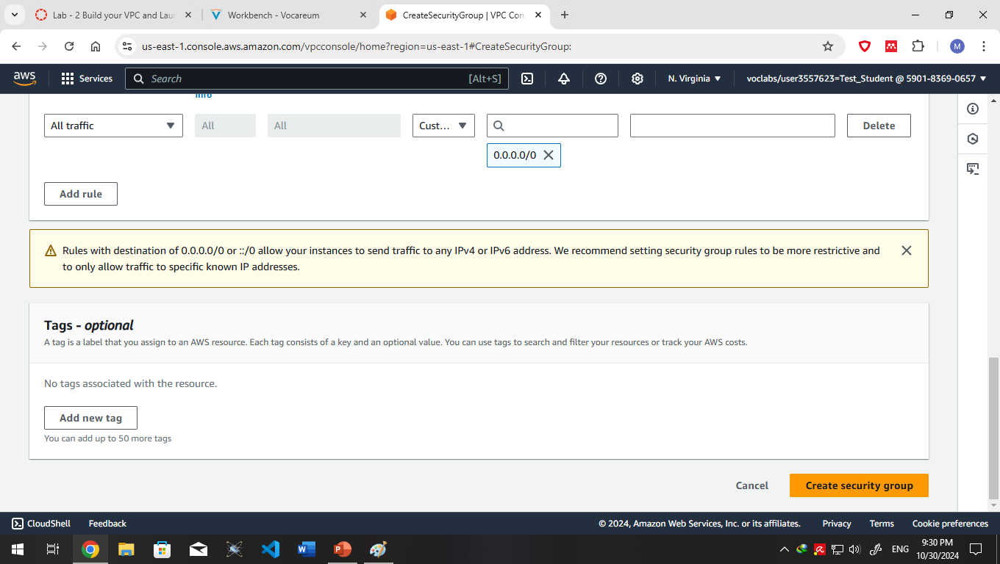 Lab - 2 Build your VPC and Lau
Workbench - Vocareum
CreateSecurityGroup | VPC Con
us-east-1.console.aws.amazon.com/vpcconsole/home?region=us-east-1#CreateSecurityGroup:
M
aws
Services
Search
[Alt+S]
N. Virginia
voclabs/user3557623=Test_Student @ 5901-8369-0657
Info
All traffic
All
All
Cust...
Delete
0.0.0.0/0
Add rule
Rules with destination of 0.0.0.0/0 or ::/0 allow your instances to send traffic to any IPv4 or IPv6 address. We recommend setting security group rules to be more restrictive and
to only allow traffic to specific known IP addresses.
Tags - optional
A tag is a label that you assign to an AWS resource. Each tag consists of a key and an optional value. You can use tags to search and filter your resources or track your AWS costs.
No tags associated with the resource.
Add new tag
You can add up to 50 more tags
Cancel
Create security group
CloudShell
Feedback
© 2024, Amazon Web Services, Inc. or its affiliates.
Privacy
Terms
Cookie preferences
ENG
9:30 PM
10/30/2024